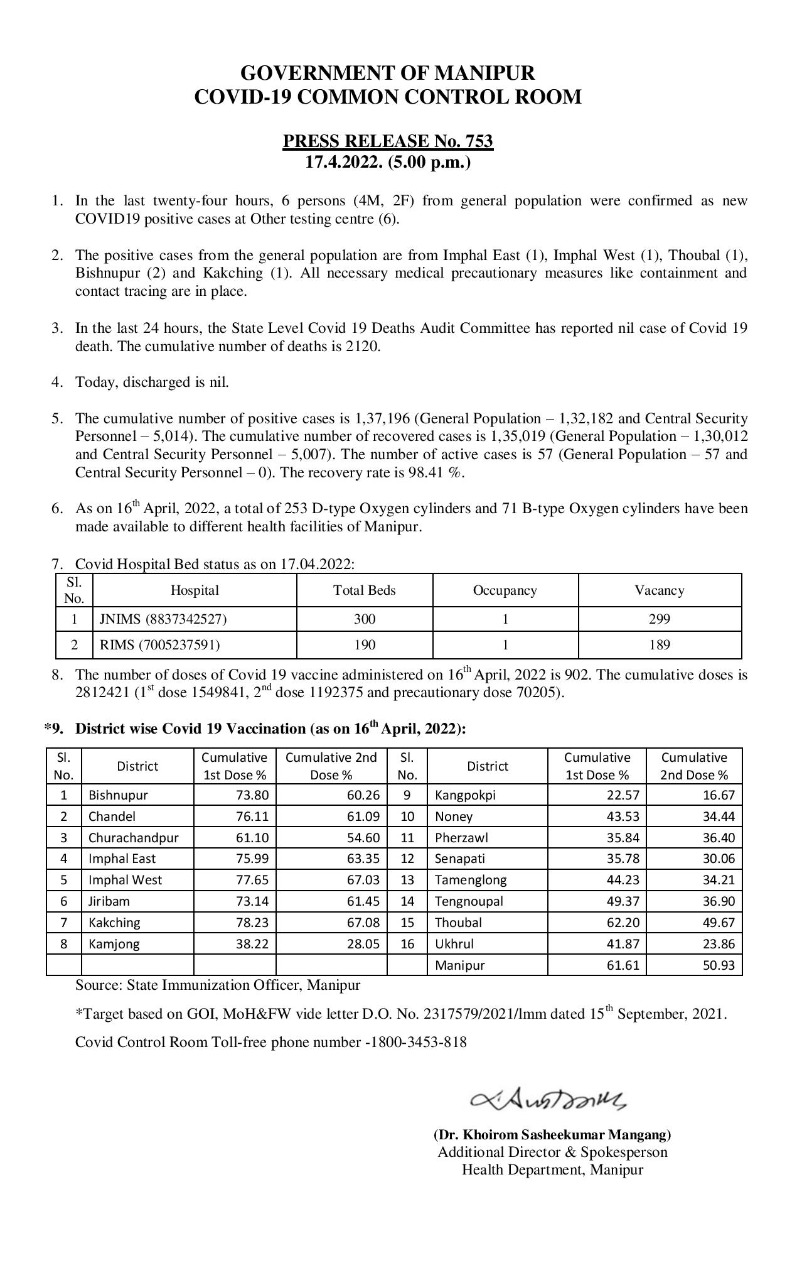 GOVERNMENT OF MANIPUR
COVID-19 COMMON CONTROL ROOM
PRESS RELEASE No. 753
17.4.2022. (5.00 p.m.)
1. In the last twenty-four hours, 6 persons (4M, 2F) from general population were confirmed as new
COVID19 positive cases at Other testing centre (6).
2. The positive cases from the general population are from Imphal East (1), Imphal West (1), Thoubal (1),
Bishnupur (2) and Kakching (1). All necessary medical precautionary measures like containment and
contact tracing are in place.
3. In the last 24 hours, the State Level Covid 19 Deaths Audit Committee has reported nil case of Covid 19
death. The cumulative number of deaths is 2120.
4. Today, discharged is nil.
5. The cumulative number of positive cases is 1,37,196 (General Population – 1,32,182 and Central Security
Personnel – 5,014). The cumulative number of recovered cases is 1,35,019 (General Population – 1,30,012
and Central Security Personnel – 5,007). The number of active cases is 57 (General Population – 57 and
Central Security Personnel – 0). The recovery rate is 98.41 %.
6. As on 16th April, 2022, a total of 253 D-type Oxygen cylinders and 71 B-type Oxygen cylinders have been
made available to different health facilities of Manipur.
7. Covid Hospital Bed status as on 17.04.2022:
Sl. No. Hospital Total Beds Occupancy Vacancy
1 JNIMS (8837342527) 300 1 299
2 RIMS (7005237591) 190 1 189
8. The number of doses of Covid 19 vaccine administered on 16th April, 2022 is 902. The cumulative doses is
2812421 (1st dose 1549841, 2nd dose 1192375 and precautionary dose 70205).
*9. District wise Covid 19 Vaccination (as on 16th April, 2022):
Sl. No. District Cumulative 1st Dose % Cumulative 2nd Dose % Sl. No. District Cumulative 1st Dose % Cumulative 2nd Dose %
1 Bishnupur 73.80 60.26 9 Kangpokpi 22.57 16.67
2 Chandel 76.11 61.09 10 Noney 43.53 34.44
3 Churachandpur 61.10 54.60 11 Pherzawl 35.84 36.40
4 Imphal East 75.99 63.35 12 Senapati 35.78 30.06
5 Imphal West 77.65 67.03 13 Tamenglong 44.23 34.21
6 Jiribam 73.14 61.45 14 Tengnoupal 49.37 36.90
7 Kakching 78.23 67.08 15 Thoubal 62.20 49.67
8 Kamjong 38.22 28.05 16 Ukhrul 41.87 23.86
Manipur 61.61 50.93
Source: State Immunization Officer, Manipur
*Target based on GOI, MoH&FW vide letter D.O. No. 2317579/2021/Imm dated 15th September, 2021.
Covid Control Room Toll-free phone number -1800-3453-818
(Dr. Khoirom Sasheekumar Mangang)
Additional Director & Spokesperson
Health Department, Manipur